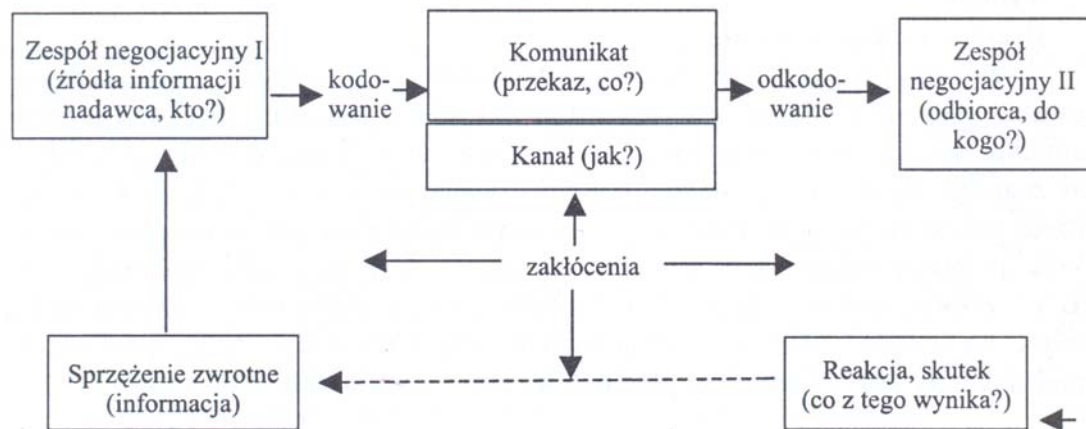 Zespół negocjacyjny I
(źródła informacji
nadawca, kto?)
kodo-
wanie
Komunikat
(przekaz, co?)
Kanał (jak?)
odkodo-
wanie
Zespół
negocjacyjny II
(odbiorca, do
kogo?)
zakłócenia
Sprzężenie zwrotne
(informacja)
Reakcja, skutek
(co z tego wynika?)